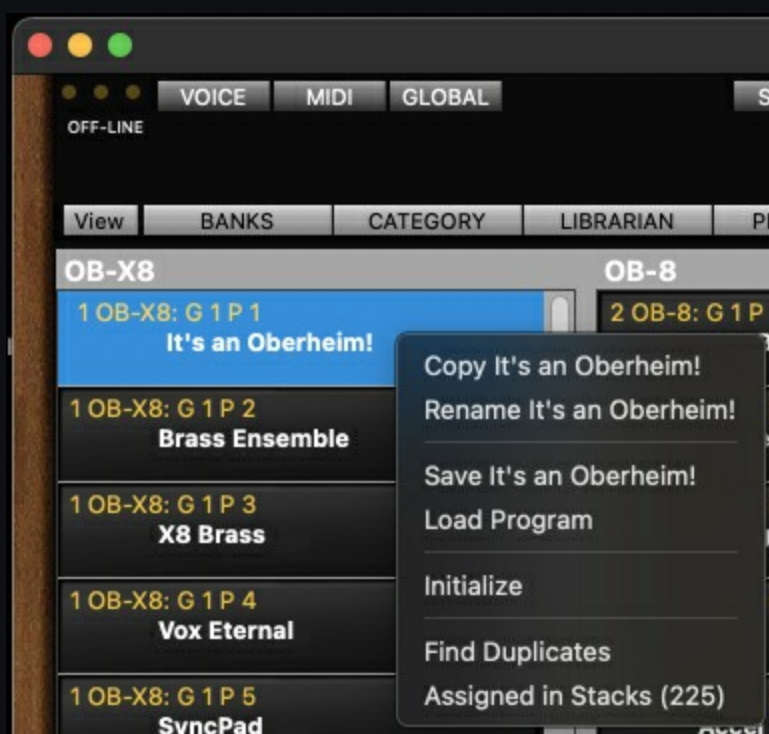 VOICE MIDI GLOBAL
OFF-LINE
View BANKS CATEGORY LIBRARIAN
OB-X8 OB-8
1 OB-X8: G 1 P 1 2 OB-8: G 1 P
It's an Oberheim!
Copy It's an Oberheim!
Rename It's an Oberheim!
1 OB-X8: G 1 P 2
Brass Ensemble
Save It's an Oberheim!
1 OB-X8: G 1 P 3
Load Program
X8 Brass
Initialize
1 OB-X8: G 1 P 4
Vox Eternal
Find Duplicates
1 OB-X8: G 1 P 5
Assigned in Stacks (225)
SyncPad